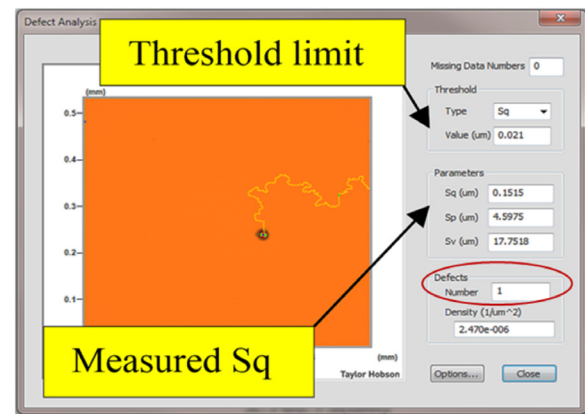 Defect Analysis
Threshold limit
Missing Data Numbers 0
Threshold
(mm)
Type Sq
0.5-
Value (um) 0.021
0.4-
Parameters
Sq (um) 0.1515
0.3-
Sp (um) 4.5975
Sv (um) 17.7518
0.2-
Defects
Number 1
0.1-
Density (1/um^2)
2.470e-006
Measured Sq
(mm)
Taylor Hobson
Options...
Close